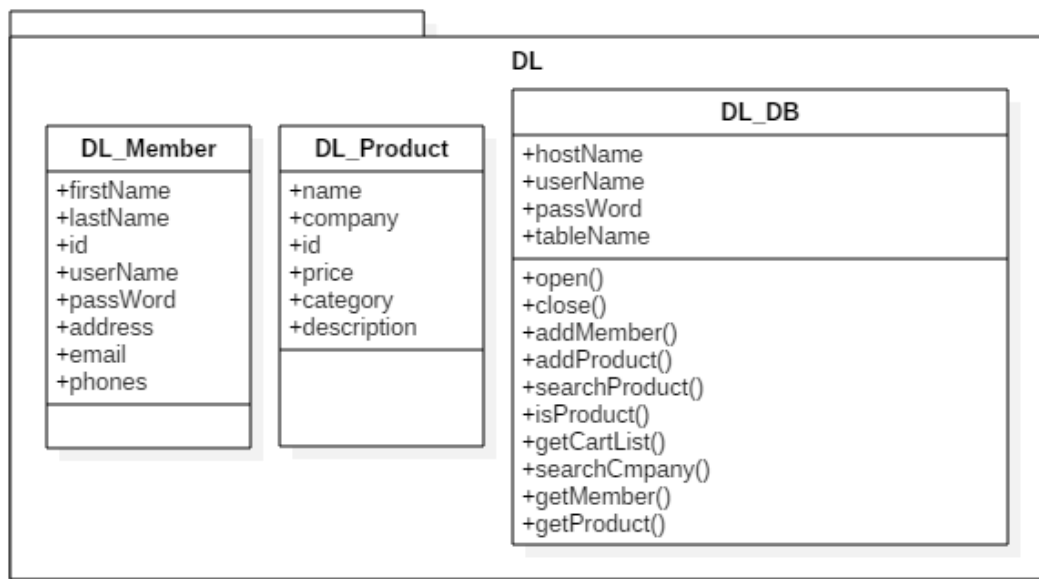 DL
DL_Member
+firstName
+lastName
+id
+userName
+passWord
+address
+email
+phones
DL_Product
+name
+company
+id
+price
+category
+description
DL_DB
+hostName
+userName
+passWord
+tableName
+open()
+close()
+addMember()
+addProduct()
+searchProduct()
+isProduct()
+getCartList()
+searchCmpany()
+getMember()
+getProduct()